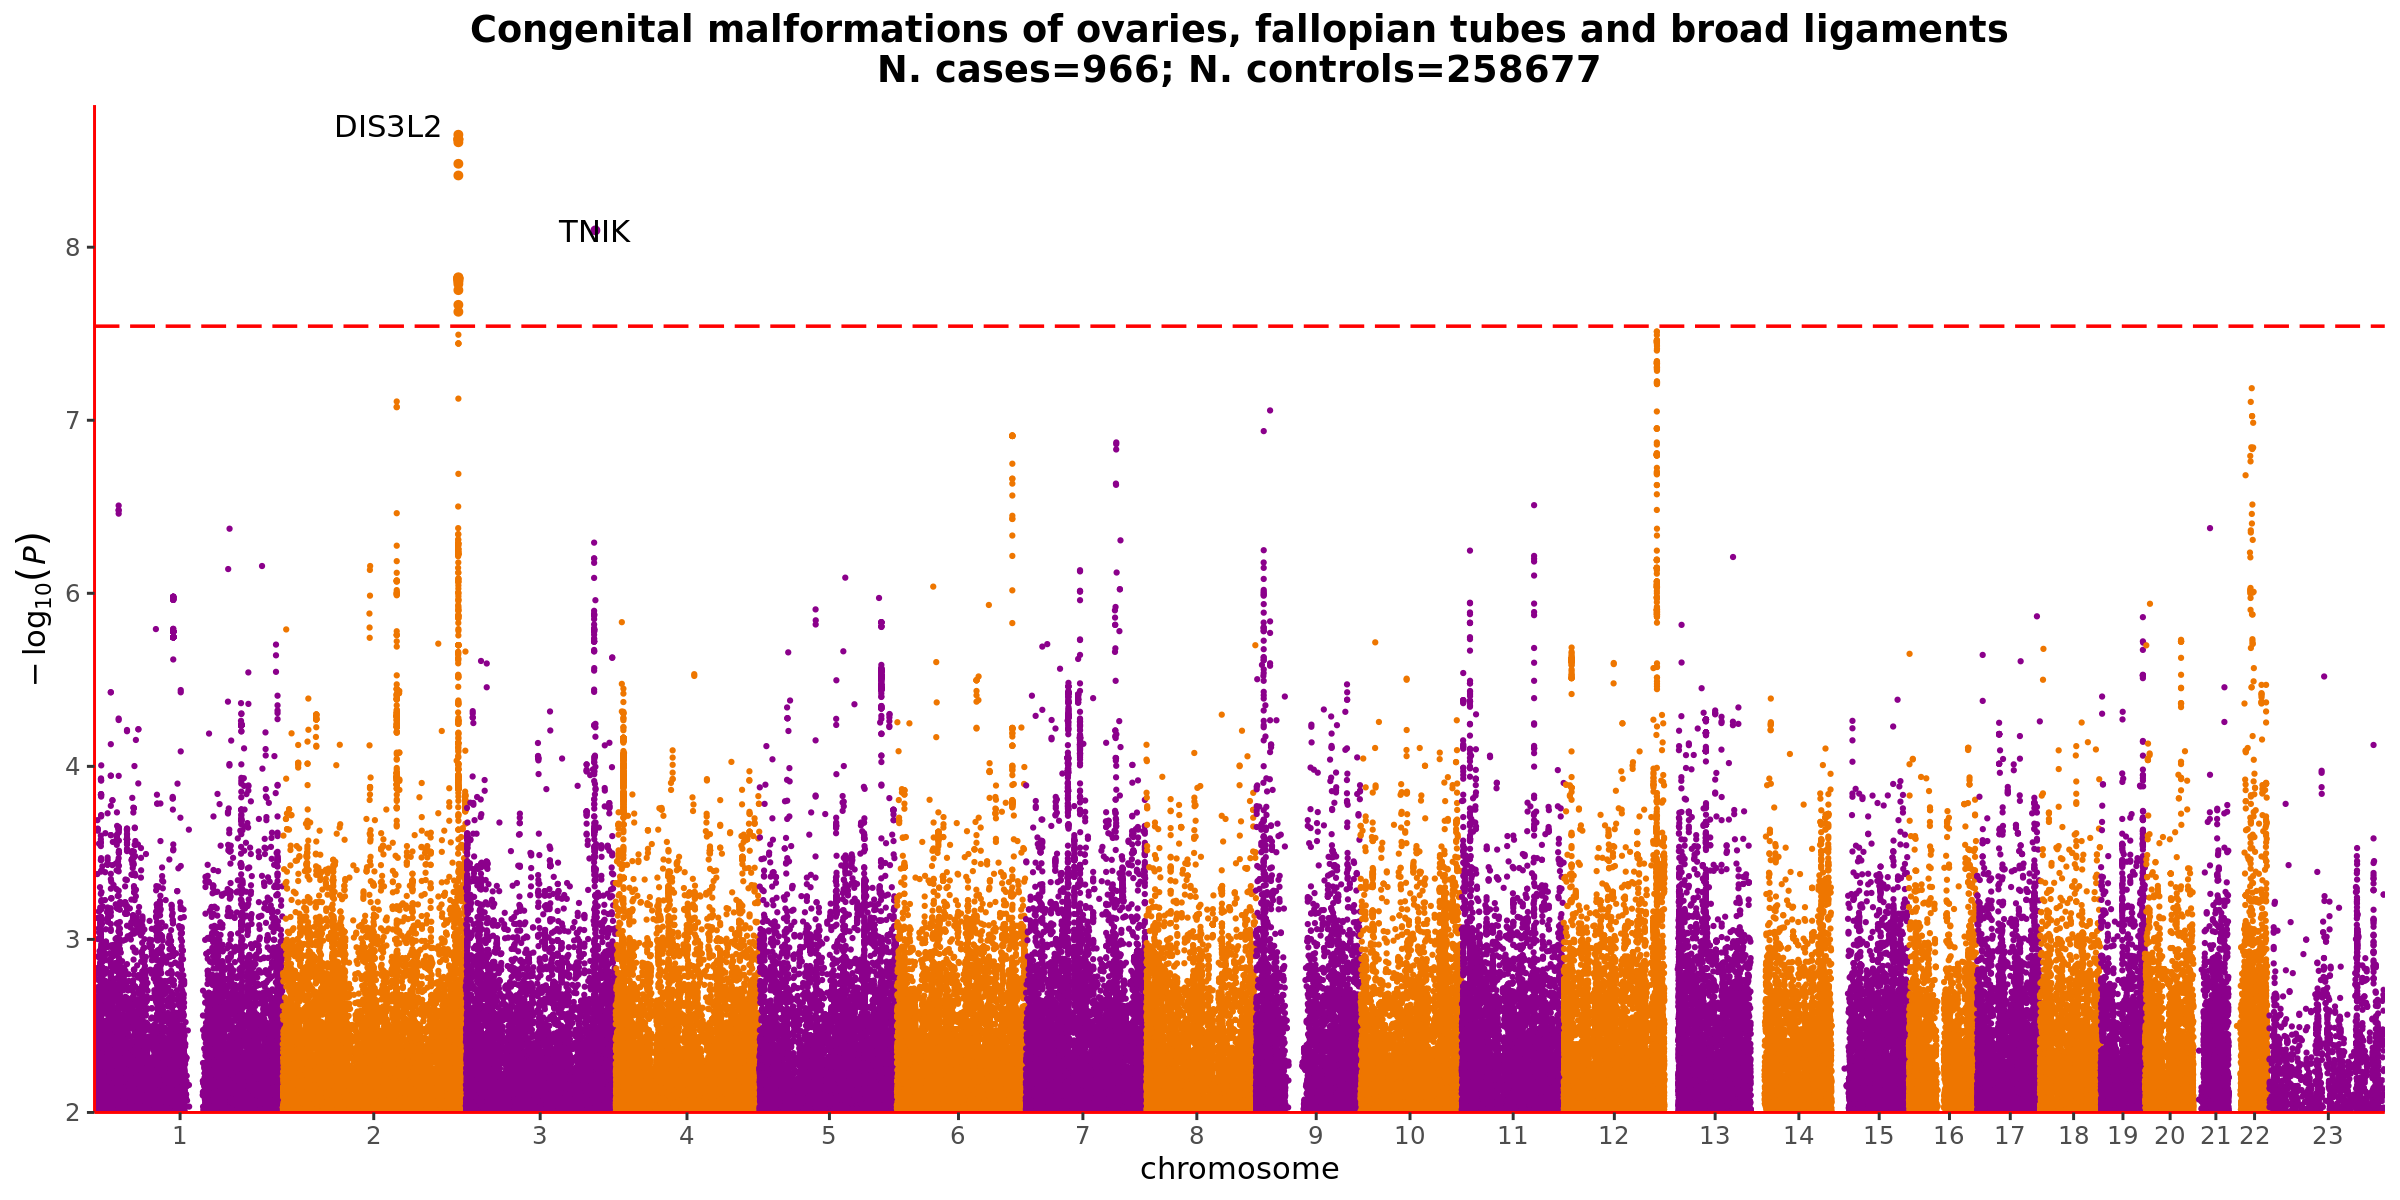 Congenital malformations of ovaries, fallopian tubes and broad ligaments
N. cases=966; N. controls=258677
DIS3L2
TNIK
8
7
6
4
3
2
−log10(P)
1 2 3 4 5 6 7 8 9 10 11 12 13 14 15 16 17 18 19 20 21 22 23
chromosome